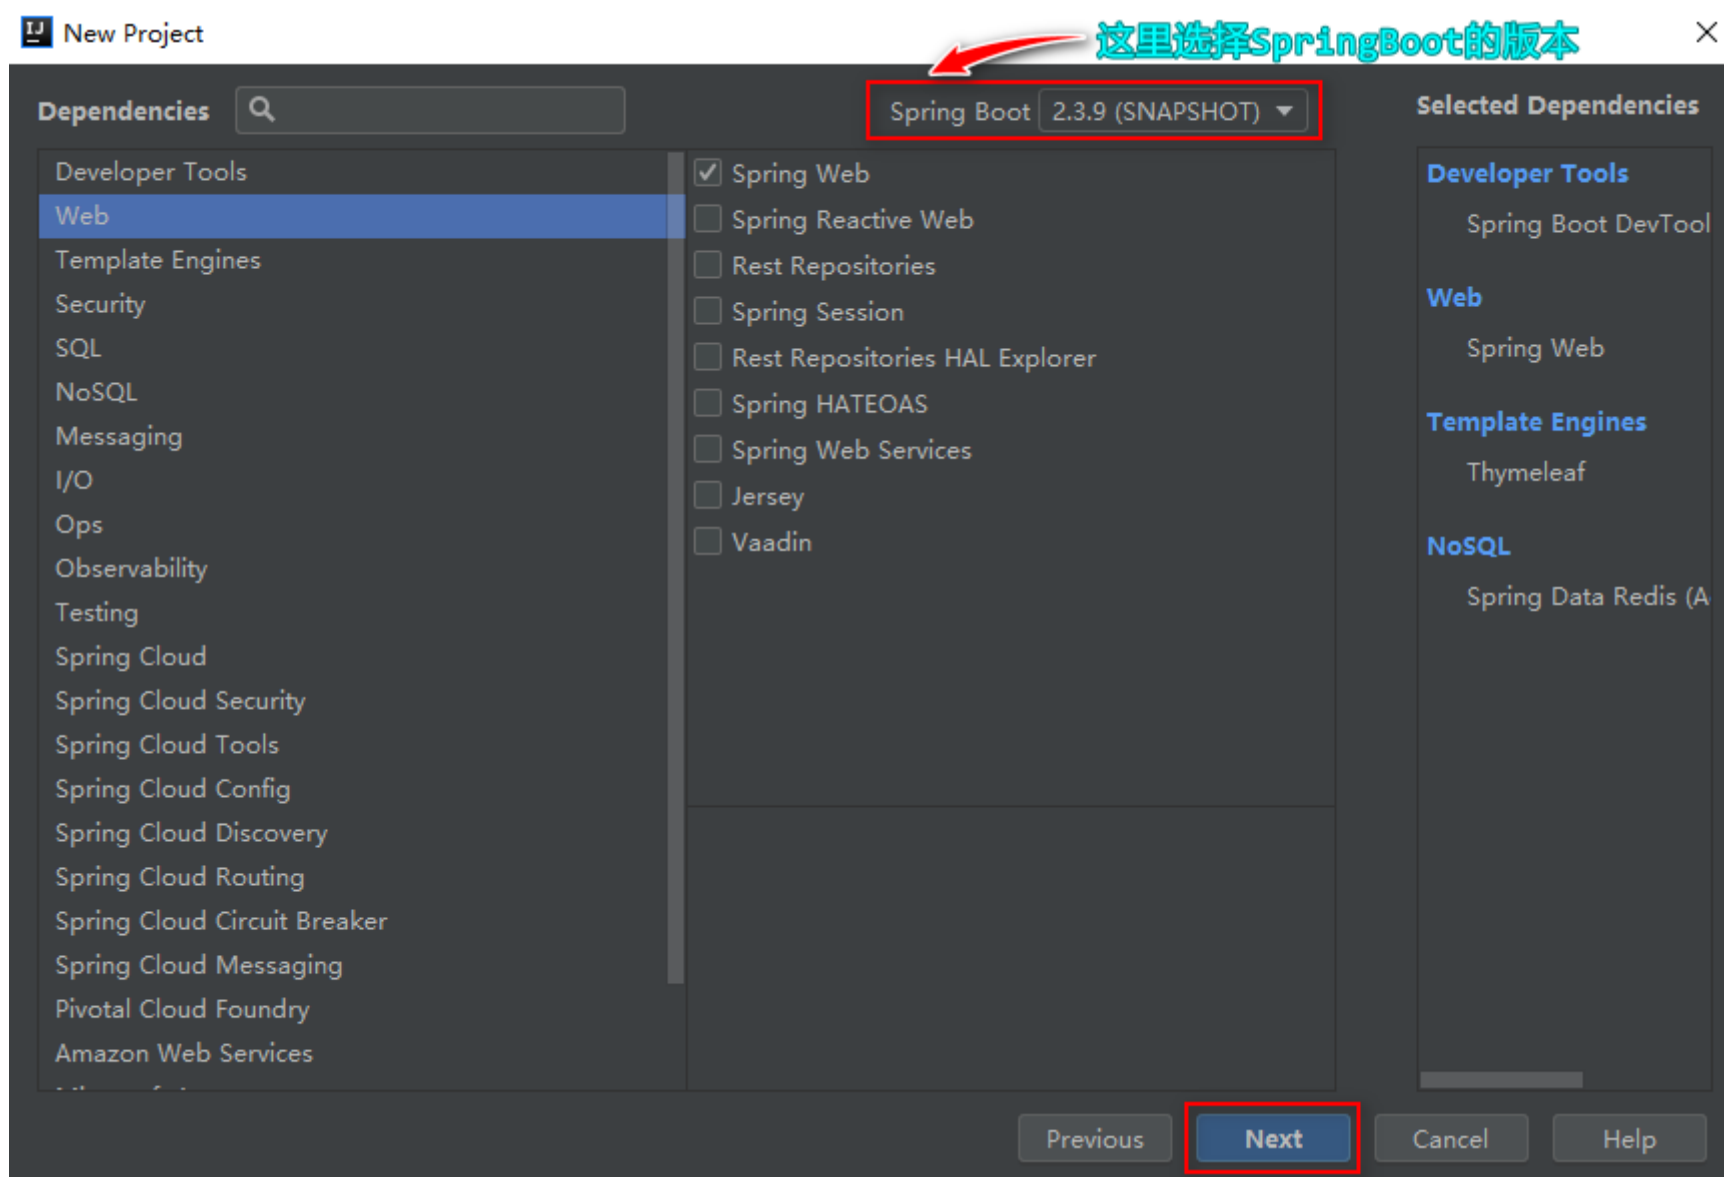 New Project
这里选择SpringBoot的版本
Dependencies
Spring Boot 2.3.9 (SNAPSHOT)
Selected Dependencies
Developer Tools
Web
Template Engines
Security
SQL
NoSQL
Messaging
I/O
Ops
Observability
Testing
Spring Cloud
Spring Cloud Security
Spring Cloud Tools
Spring Cloud Config
Spring Cloud Discovery
Spring Cloud Routing
Spring Cloud Circuit Breaker
Spring Cloud Messaging
Pivotal Cloud Foundry
Amazon Web Services
Spring Web
Spring Reactive Web
Rest Repositories
Spring Session
Rest Repositories HAL Explorer
Spring HATEOAS
Spring Web Services
Jersey
Vaadin
Developer Tools
Spring Boot DevTool
Web
Spring Web
Template Engines
Thymeleaf
NoSQL
Spring Data Redis (A
Previous
Next
Cancel
Help